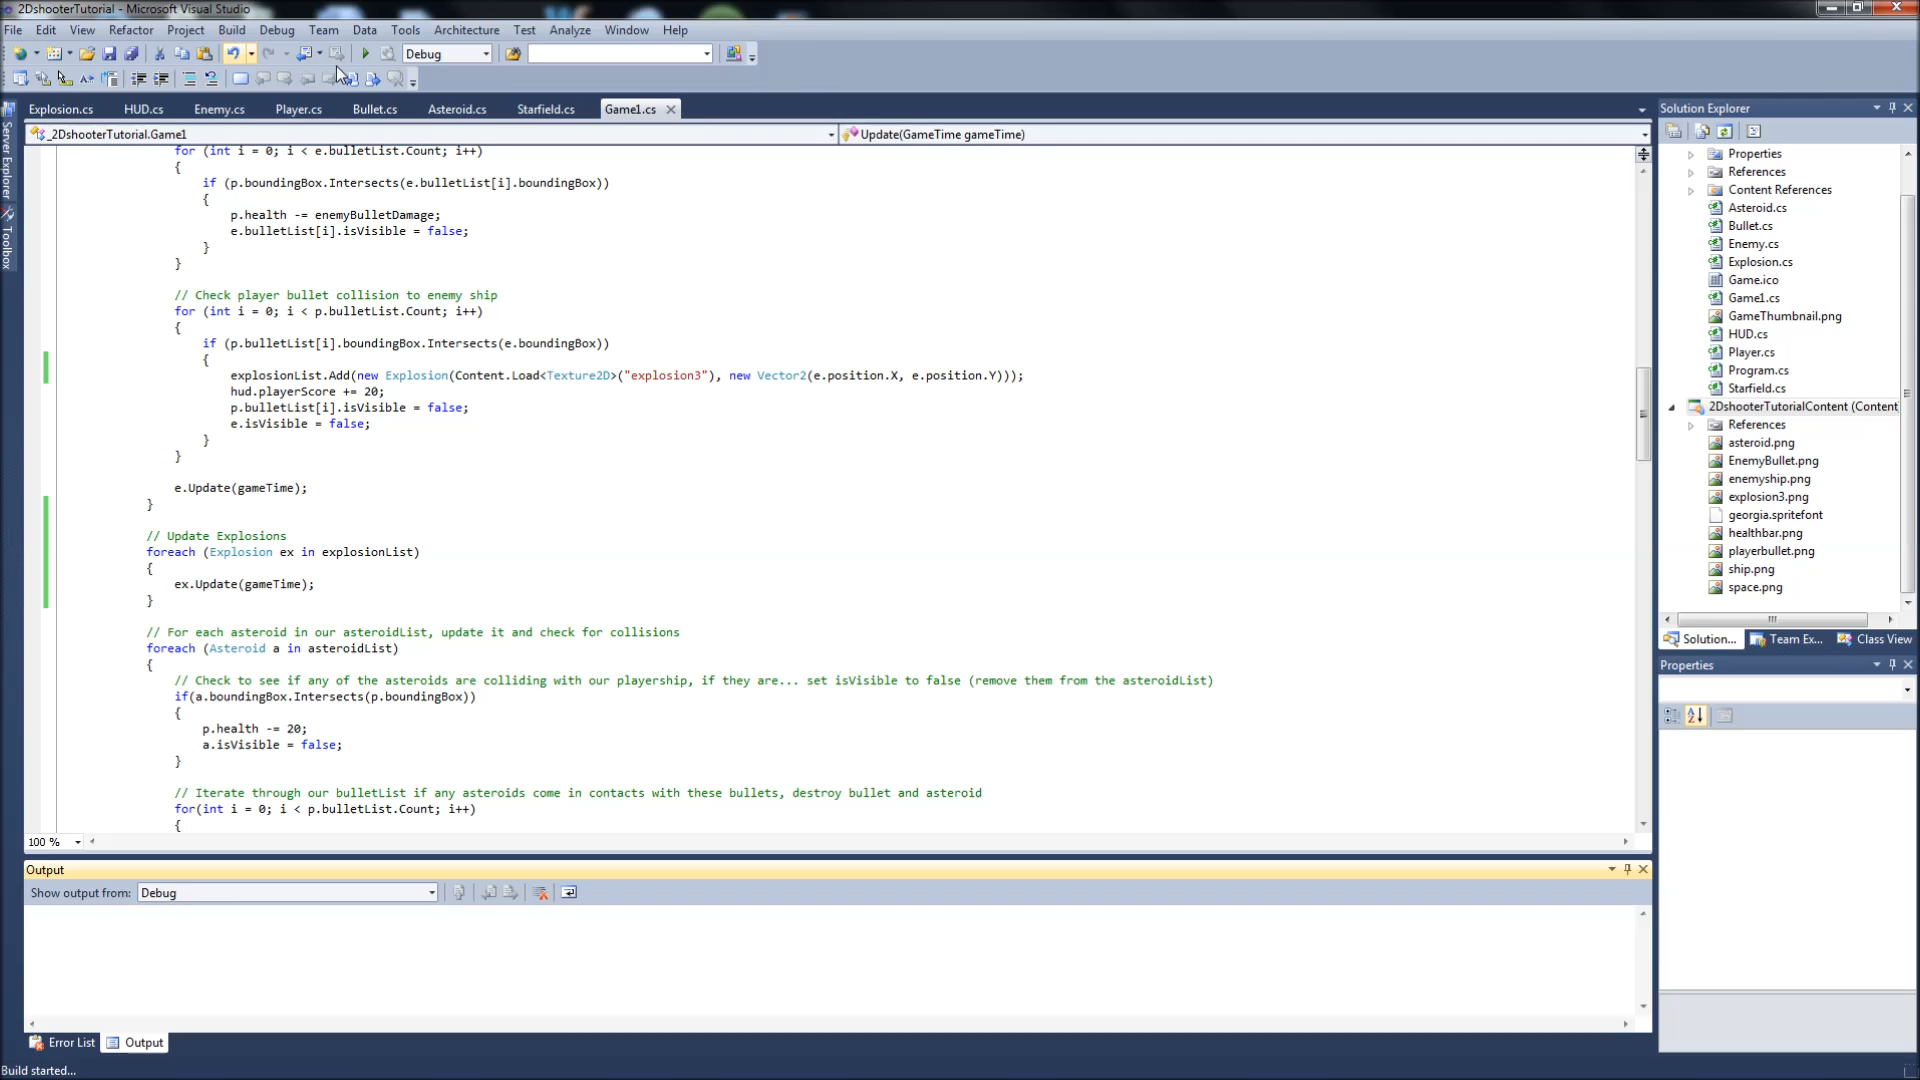 2DshooterTutorial - Microsoft Visual Studio
File Edit View Refactor Project Build Debug Team Data Tools Architecture Test Analyze Window Help
Debug
Explosion.cs HUD.cs Enemy.cs Player.cs Bullet.cs Asteroid.cs Starfield.cs Game1.cs
_2DshooterTutorial.Game1 Update(GameTime gameTime)
Server Explorer
Toolbox
for (int i = 0; i < e.bulletList.Count; i++)
{
if (p.boundingBox.Intersects(e.bulletList[i].boundingBox))
{
p.health -= enemyBulletDamage;
e.bulletList[i].isVisible = false;
}
}
// Check player bullet collision to enemy ship
for (int i = 0; i < p.bulletList.Count; i++)
{
if (p.bulletList[i].boundingBox.Intersects(e.boundingBox))
{
explosionList.Add(new Explosion(Content.Load<Texture2D>("explosion3"), new Vector2(e.position.X, e.position.Y)));
hud.playerScore += 20;
p.bulletList[i].isVisible = false;
e.isVisible = false;
}
}
e.Update(gameTime);
}
// Update Explosions
foreach (Explosion ex in explosionList)
{
ex.Update(gameTime);
}
// For each asteroid in our asteroidList, update it and check for collisions
foreach (Asteroid a in asteroidList)
{
// Check to see if any of the asteroids are colliding with our playership, if they are... set isVisible to false (remove them from the asteroidList)
if(a.boundingBox.Intersects(p.boundingBox))
{
p.health -= 20;
a.isVisible = false;
}
// Iterate through our bulletList if any asteroids come in contacts with these bullets, destroy bullet and asteroid
for(int i = 0; i < p.bulletList.Count; i++)
{
100 %
Output
Show output from: Debug
Error List Output
Build started...
Solution Explorer
Properties
References
Content References
Asteroid.cs
Bullet.cs
Enemy.cs
Explosion.cs
Game.ico
Game1.cs
GameThumbnail.png
HUD.cs
Player.cs
Program.cs
Starfield.cs
2DshooterTutorialContent (Content
References
asteroid.png
EnemyBullet.png
enemyship.png
explosion3.png
georgia.spritefont
healthbar.png
playerbullet.png
ship.png
space.png
Solution... Team Ex... Class View
Properties